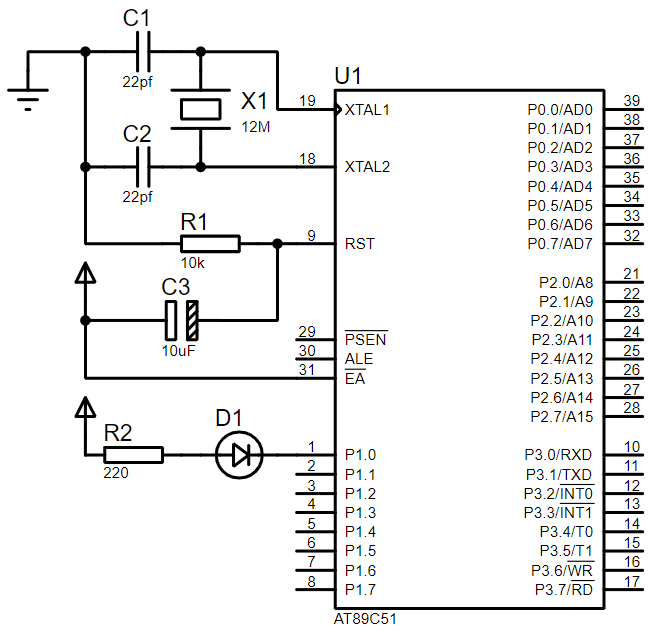 C1
22pf
X1
12M
C2
22pf
R1
10k
C3
10uF
R2
220
D1
U1
19 XTAL1 P0.0/AD0 39
P0.1/AD1 38
P0.2/AD2 37
18 XTAL2 P0.3/AD3 36
P0.4/AD4 35
P0.5/AD5 34
P0.6/AD6 33
9 RST P0.7/AD7 32
P2.0/A8 21
P2.1/A9 22
P2.2/A10 23
29 PSEN P2.3/A11 24
30 ALE P2.4/A12 25
31 EA P2.5/A13 26
P2.6/A14 27
P2.7/A15 28
1 P1.0 P3.0/RXD 10
2 P1.1 P3.1/TXD 11
3 P1.2 P3.2/INT0 12
4 P1.3 P3.3/INT1 13
5 P1.4 P3.4/T0 14
6 P1.5 P3.5/T1 15
7 P1.6 P3.6/WR 16
8 P1.7 P3.7/RD 17
AT89C51